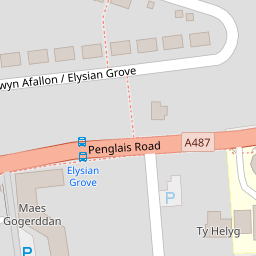 wyn Afallon / Elysian Grove
A487
Penglais Road
Elysian
Grove
P
Maes
Gogerddan
Ty Helyg
P